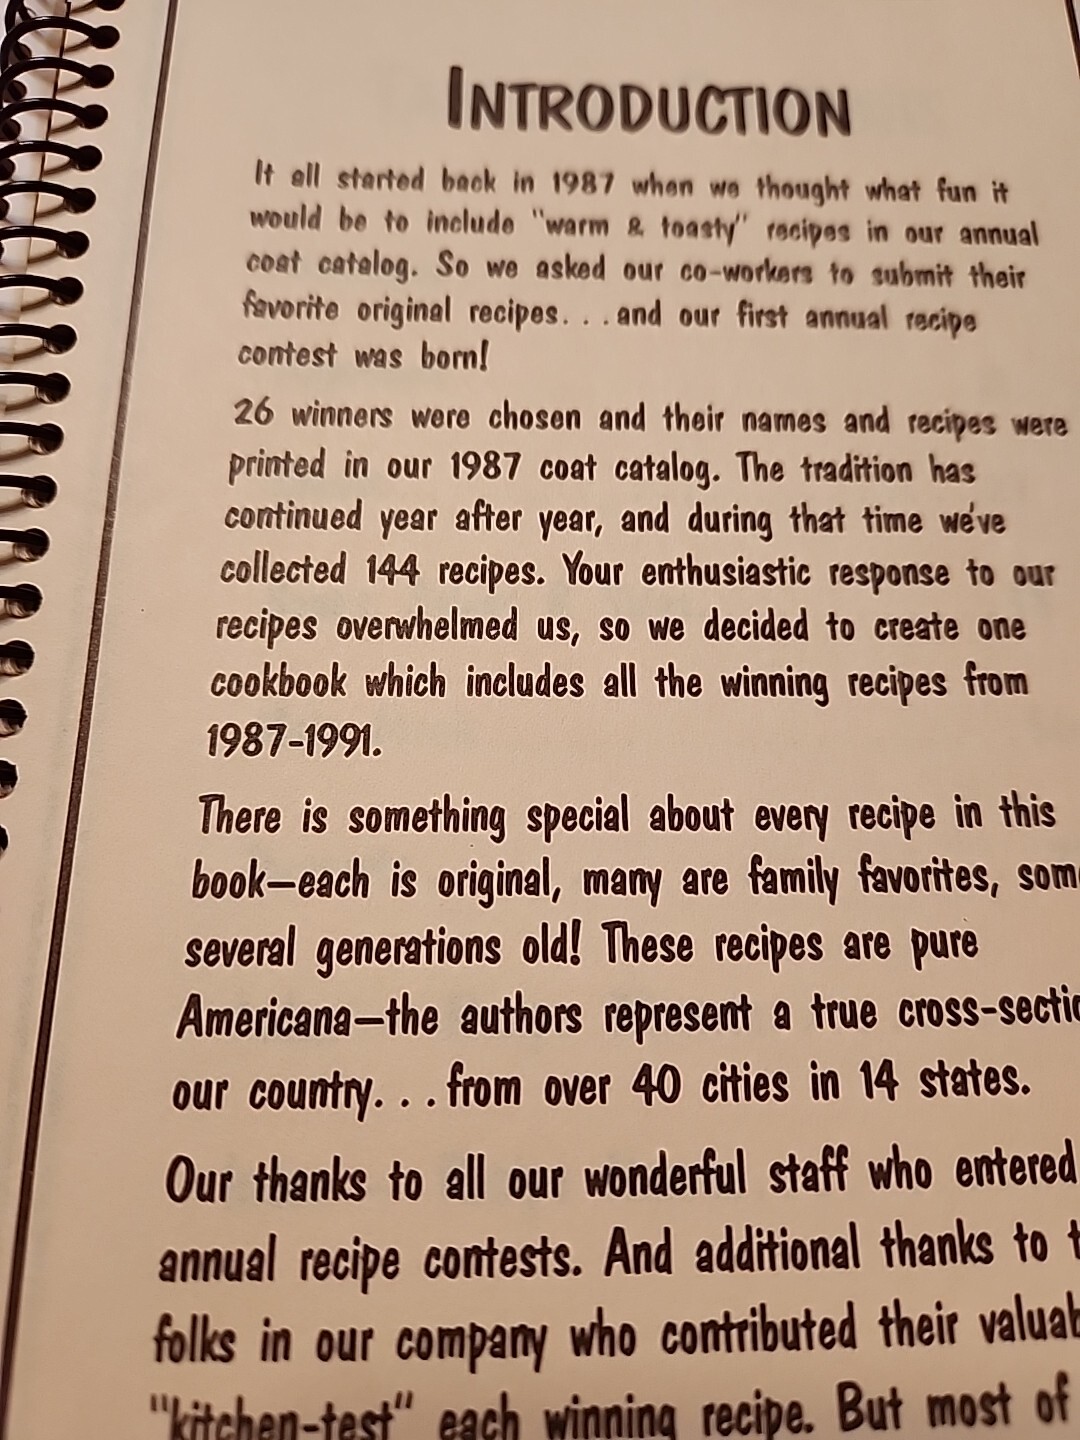 INTRODUCTION
It all started back in 1987 when we thought what fun it
would be to include "warm & toasty" recipes in our annual
coat catalog. So we asked our co-workers to submit their
favorite original recipes. . .and our first annual recipe
contest was born!
26 winners were chosen and their names and recipes were
printed in our 1987 coat catalog. The tradition has
continued year after year, and during that time we've
collected 144 recipes. Your enthusiastic response to our
recipes overwhelmed us, so we decided to create one
cookbook which includes all the winning recipes from
1987-1991.
There is something special about every recipe in this
book—each is original, many are family favorites,
several generations old! These recipes are pure
Americana—the authors represent a true
our country. . .from over 40 cities in 14 states.
Our thanks to all our wonderful staff who entered
annual recipe contests. And additional thanks to
folks in our company who contributed their
"kitchen-test" each winning recipe. But most of